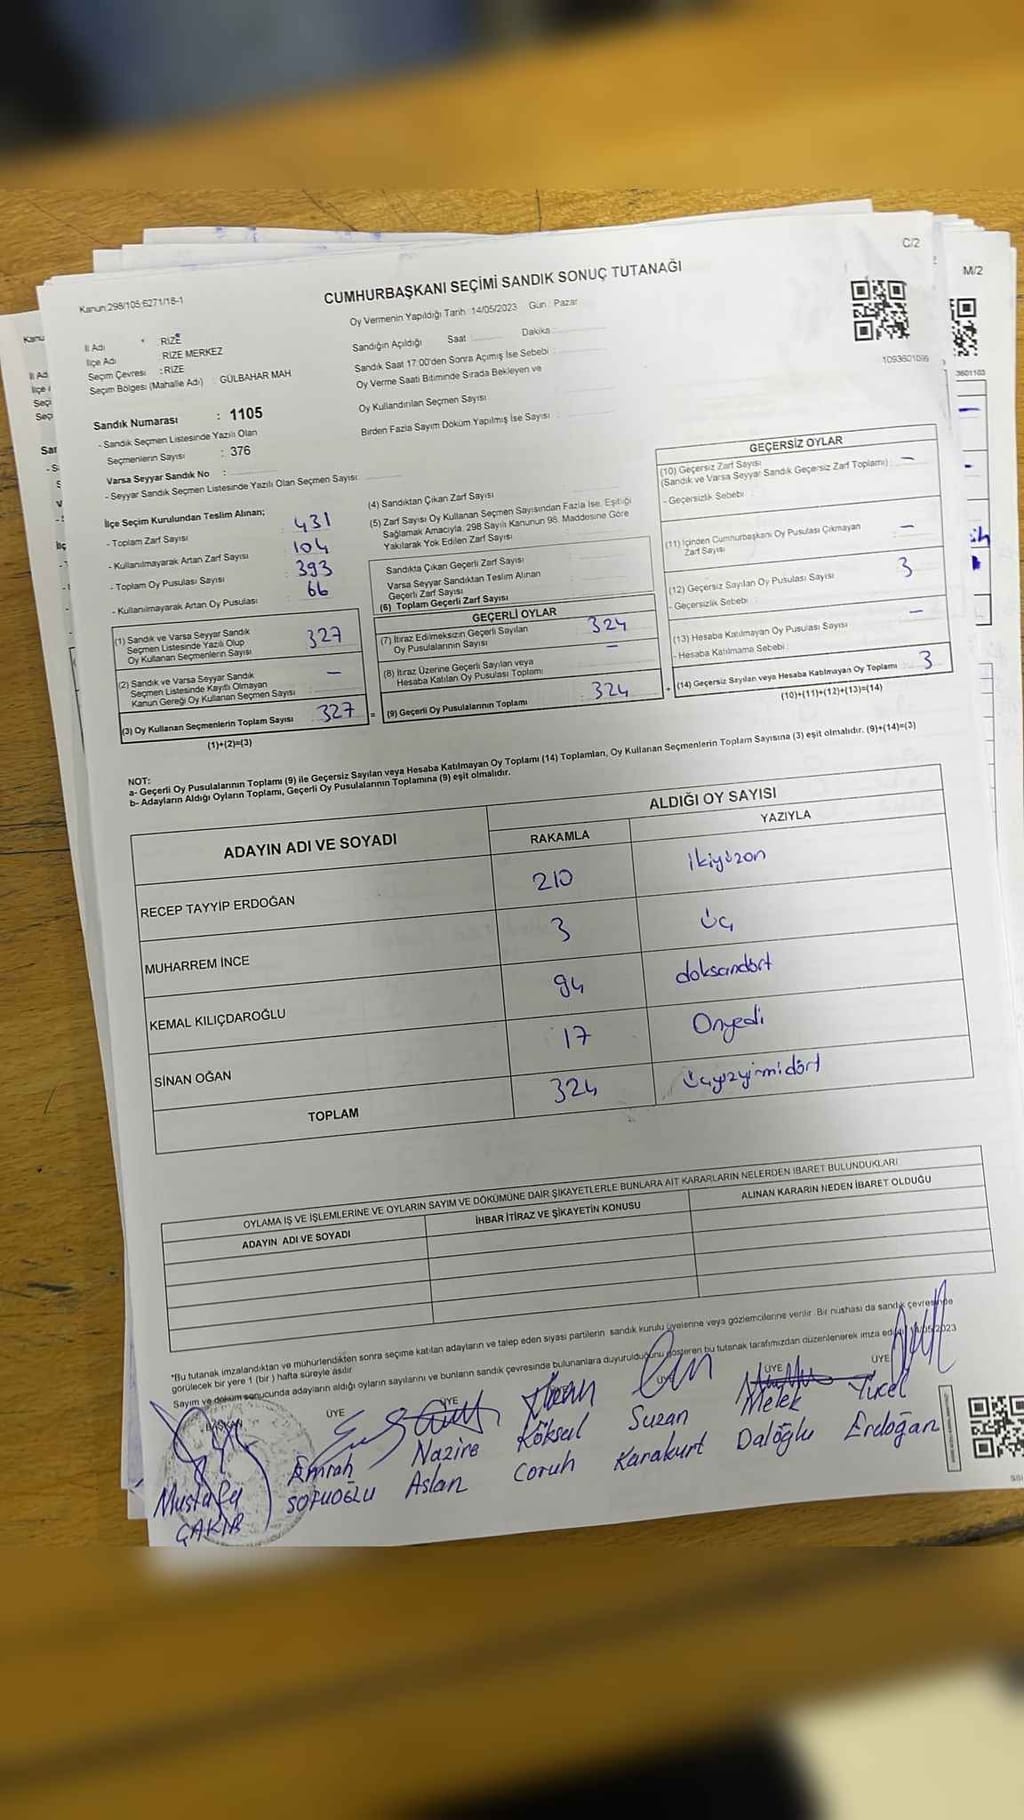 C/2
M/2
Kanun:298/105:6271/18-1
CUMHURBAŞKANI SEÇİMİ SANDIK SONUÇ TUTANAĞI
Oy Vermenin Yapıldığı Tarih 14/05/2023 Gün : Pazar
İl Adı : RİZE
İlçe Adı : RİZE MERKEZ
Seçim Çevresi : RİZE
Seçim Bölgesi (Mahalle Adı) : GÜLBAHAR MAH
Sandığın Açıldığı Saat Dakika
Sandık Saat 17:00'den Sonra Açımış İse Sebebi :
Oy Verme Saati Bitiminde Sırada Bekleyen ve
Oy Kullandırılan Seçmen Sayısı
Birden Fazla Sayım Döküm Yapılmış İse Sayısı
1093601096
Sandık Numarası : 1105
- Sandık Seçmen Listesinde Yazılı Olan
Seçmenlerin Sayısı : 376
Varsa Seyyar Sandık No :
- Seyyar Sandık Seçmen Listesinde Yazılı Olan Seçmen Sayısı:
İlçe Seçim Kurulundan Teslim Alınan;
- Toplam Zarf Sayısı : 431
- Kullanılmayarak Artan Zarf Sayısı : 104
- Toplam Oy Pusulası Sayısı : 393
- Kullanılmayarak Artan Oy Pusulası : 66
(1) Sandık ve Varsa Seyyar Sandık
Seçmen Listesinde Yazılı Olup
Oy Kullanan Seçmenlerin Sayısı : 327
(2) Sandık ve Varsa Seyyar Sandık
Seçmen Listesinde Kayıtlı Olmayan
Kanun Gereği Oy Kullanan Seçmen Sayısı : —
(3) Oy Kullanan Seçmenlerin Toplam Sayısı : 327
(1)+(2)=(3)
(4) Sandıktan Çıkan Zarf Sayısı
(5) Zarf Sayısı Oy Kullanan Seçmen Sayısından Fazla İse, Eşitliği
Sağlamak Amacıyla, 298 Sayılı Kanunun 98. Maddesine Göre
Yakılarak Yok Edilen Zarf Sayısı
Sandıkta Çıkan Geçerli Zarf Sayısı
Varsa Seyyar Sandıktan Teslim Alınan
Geçerli Zarf Sayısı
(6) Toplam Geçerli Zarf Sayısı
GEÇERLİ OYLAR
(7) İtiraz Edilmeksizin Geçerli Sayılan
Oy Pusulalarının Sayısı : 324
(8) İtiraz Üzerine Geçerli Sayılan veya
Hesaba Katılan Oy Pusulası Toplamı : —
(9) Geçerli Oy Pusulalarının Toplamı : 324
GEÇERSİZ OYLAR
(10) Geçersiz Zarf Sayısı
(Sandık ve Varsa Seyyar Sandık Geçersiz Zarf Toplamı) : —
- Geçersizlik Sebebi :
(11) İçinden Cumhurbaşkanı Oy Pusulası Çıkmayan
Zarf Sayısı : —
(12) Geçersiz Sayılan Oy Pusulası Sayısı : 3
- Geçersizlik Sebebi :
(13) Hesaba Katılmayan Oy Pusulası Sayısı : —
- Hesaba Katılmama Sebebi :
(14) Geçersiz Sayılan veya Hesaba Katılmayan Oy Toplamı : 3
(10)+(11)+(12)+(13)=(14)
NOT:
a- Geçerli Oy Pusulalarının Toplamı (9) ile Geçersiz Sayılan veya Hesaba Katılmayan Oy Toplamı (14) Toplamları, Oy Kullanan Seçmenlerin Toplam Sayısına (3) eşit olmalıdır. (9)+(14)=(3)
b- Adayların Aldığı Oyların Toplamı, Geçerli Oy Pusulalarının Toplamına (9) eşit olmalıdır.
ADAYIN ADI VE SOYADI
ALDIĞI OY SAYISI
RAKAMLA YAZIYLA
RECEP TAYYİP ERDOĞAN 210 ikiyüzon
MUHARREM İNCE 3 üç
KEMAL KILIÇDAROĞLU 94 doksandört
SİNAN OĞAN 17 Onyedi
TOPLAM 324 üçyüzyirmidört
OYLAMA İŞ VE İŞLEMLERİNE VE OYLARIN SAYIM VE DÖKÜMÜNE DAİR ŞİKAYETLERLE BUNLARA AİT KARARLARIN NELERDEN İBARET BULUNDUKLARI
ADAYIN ADI VE SOYADI İHBAR İTİRAZ VE ŞİKAYETİN KONUSU ALINAN KARARIN NEDEN İBARET OLDUĞU
*Bu tutanak imzalandıktan ve mühürlendikten sonra seçime katılan adayların ve talep eden siyasi partilerin sandık kurulu üyelerine veya gözlemcilerine verilir. Bir nüshası da sandık çevresinde
görülecek bir yere 1 (bir) hafta süreyle asılır.
Sayım ve döküm sonucunda adayların aldığı oyların sayılarını ve bunların sandık çevresinde bulunanlara duyurulduğunu gösteren bu tutanak tarafımızdan düzenlenerek imza edildi. 14/05/2023
BAŞKAN ÜYE ÜYE ÜYE ÜYE ÜYE
Mustafa Emrah Nazire Köksal Suzan Melek Yücel
ÇAKIR SOFUOĞLU Aslan Coruh Karakurt Daloğlu Erdoğan